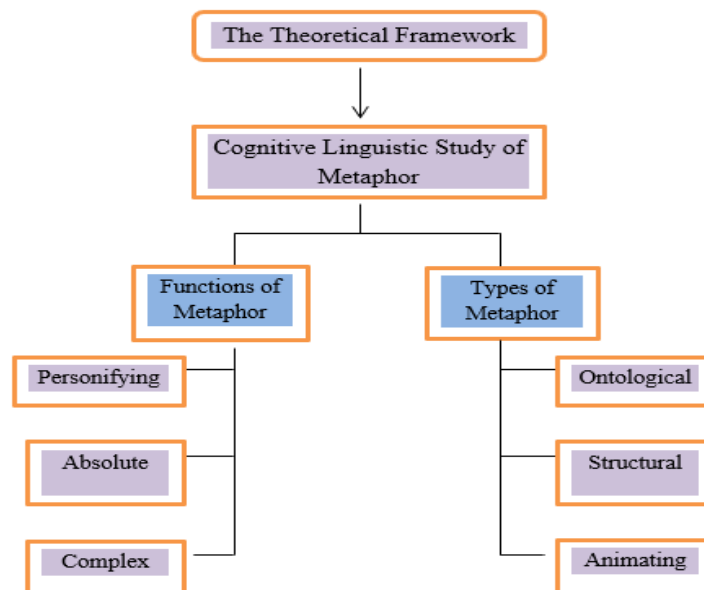 The Theoretical Framework
Cognitive Linguistic Study of
Metaphor
Functions of
Metaphor
Types of
Metaphor
Personifying
Ontological
Absolute
Structural
Complex
Animating